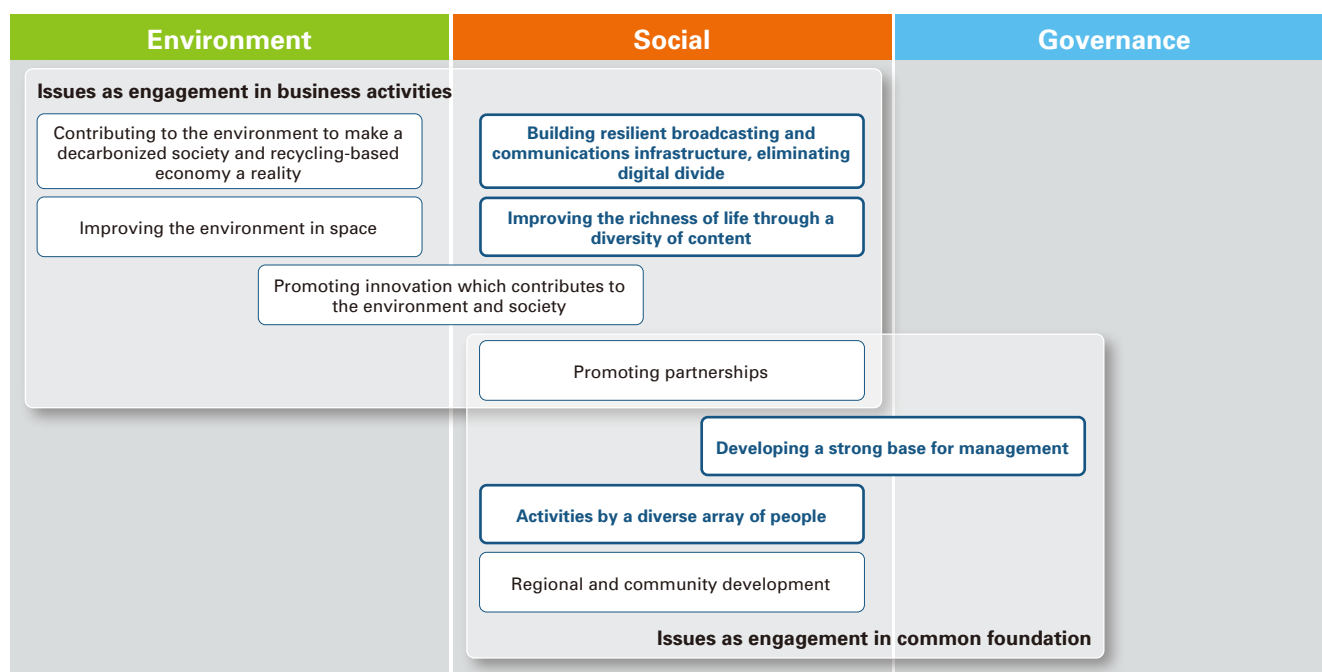 Environment
Social
Governance
Issues as engagement in business activities
Contributing to the environment to make a
decarbonized society and recycling-based
economy a reality
Building resilient broadcasting and
communications infrastructure, eliminating
digital divide
Improving the environment in space
Improving the richness of life through a
diversity of content
Promoting innovation which contributes to
the environment and society
Promoting partnerships
Developing a strong base for management
Activities by a diverse array of people
Regional and community development
Issues as engagement in common foundation